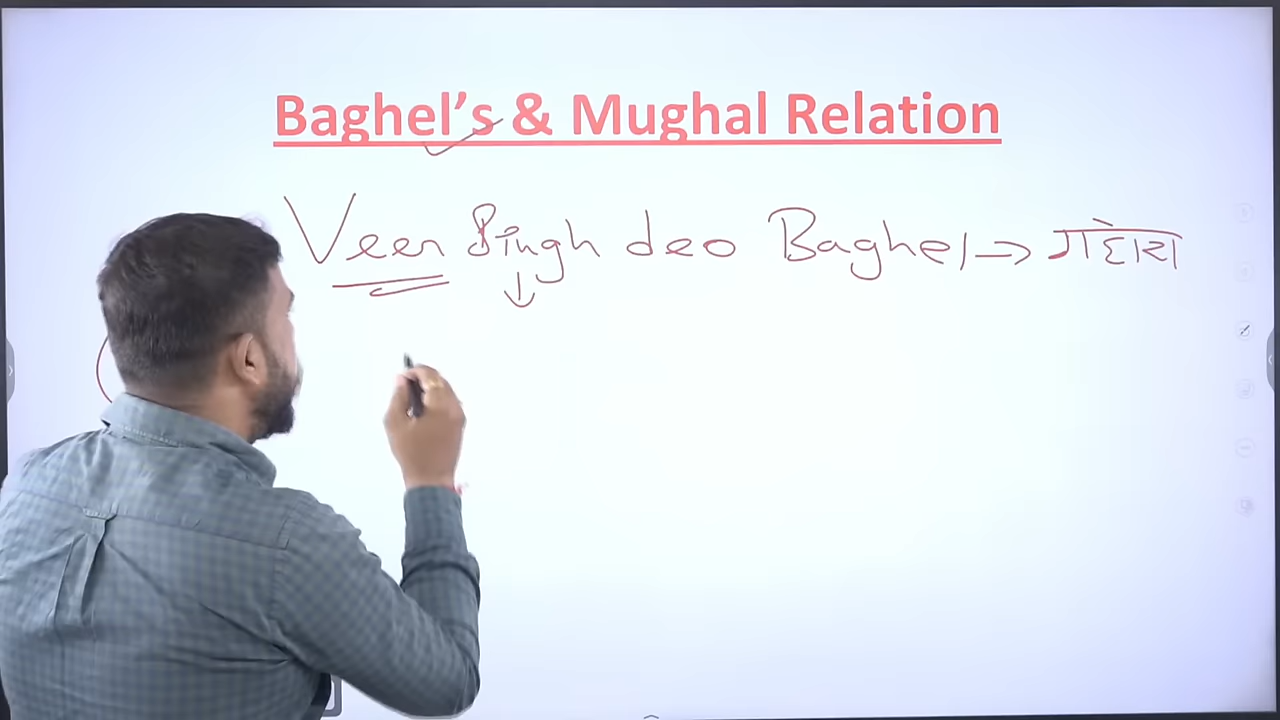 Baghel's & Mughal Relation
Veer Singh deo Baghel → गहोरा